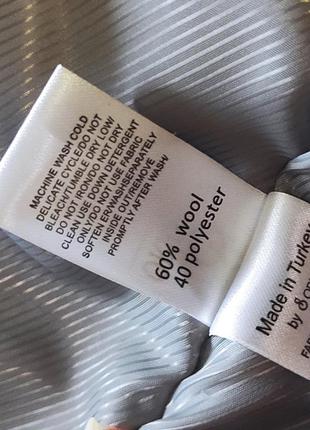 MACHINE WASH COLD
DELICATE CYCLE/DO NOT
BLEACH/TUMBLE DRY LOW/
DO NOT IRON/DO NOT DRY
CLEAN USE DOWN DETERGENT
ONLY/DO NOT USE FABRIC
SOFTENER/WASHSEPARATELY
INSIDE OUT/REMOVE
PROMPTLY AFTER WASH/
60% wool
40 polyester
Made in Turkey
by